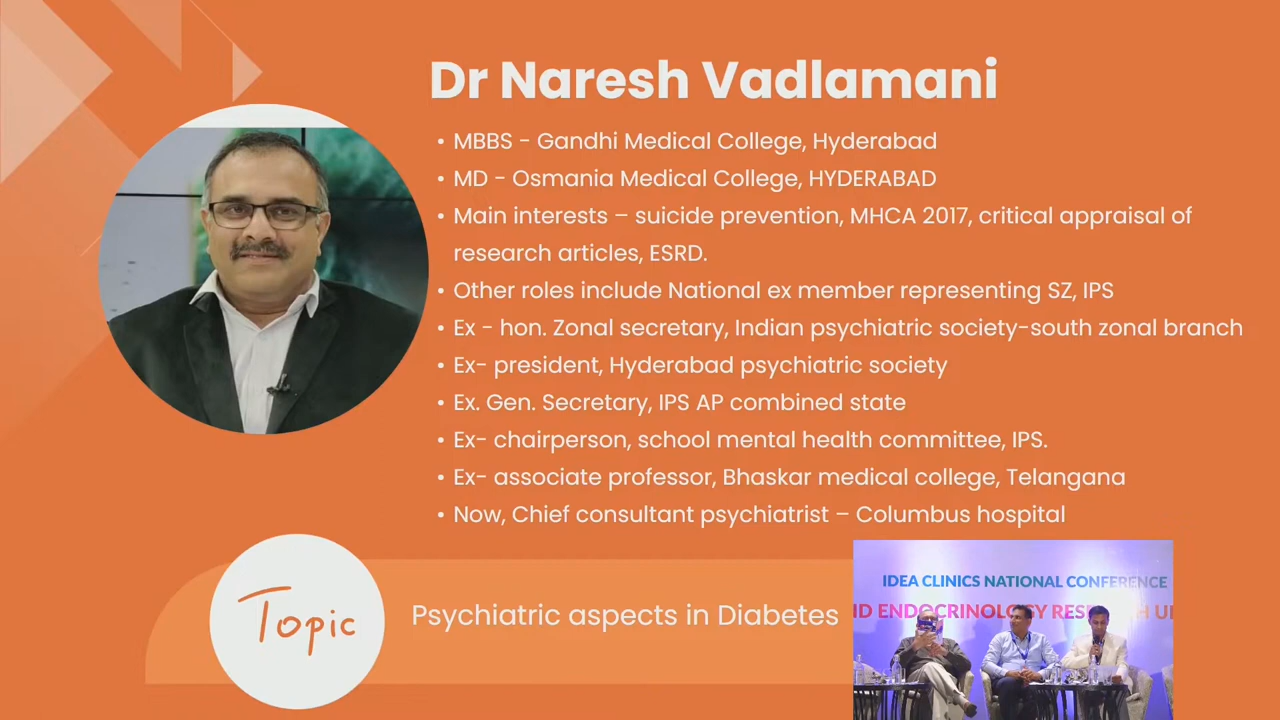 Dr Naresh Vadlamani
• MBBS - Gandhi Medical College, Hyderabad
• MD - Osmania Medical College, HYDERABAD
• Main interests – suicide prevention, MHCA 2017, critical appraisal of
research articles, ESRD.
• Other roles include National ex member representing SZ, IPS
• Ex - hon. Zonal secretary, Indian psychiatric society-south zonal branch
• Ex- president, Hyderabad psychiatric society
• Ex. Gen. Secretary, IPS AP combined state
• Ex- chairperson, school mental health committee, IPS.
• Ex- associate professor, Bhaskar medical college, Telangana
• Now, Chief consultant psychiatrist – Columbus hospital
Topic
Psychiatric aspects in Diabetes
IDEA CLINICS NATIONAL CONFERENCE
ENDOCRINOLOGY